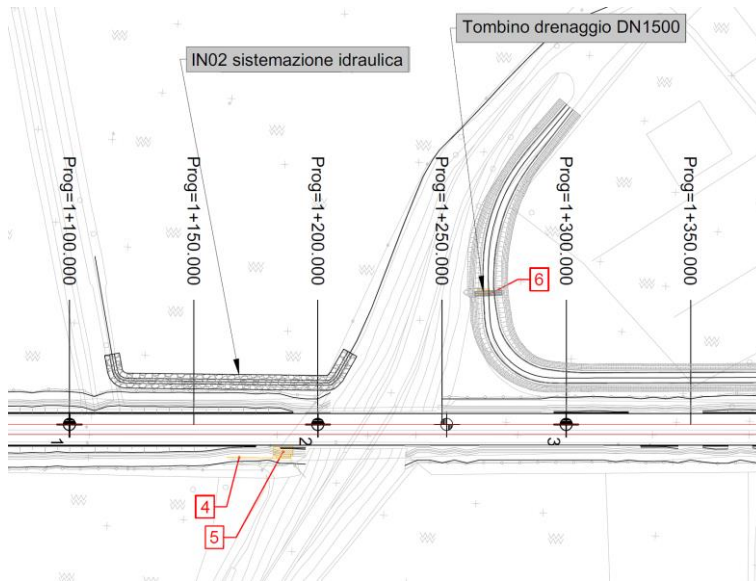 Tombino drenaggio DN1500
IN02 sistemazione idraulica
Prog=1+100.000
Prog=1+150.000
Prog=1+200.000
Prog=1+250.000
Prog=1+300.000
Prog=1+350.000
6
1
2
3
4
5